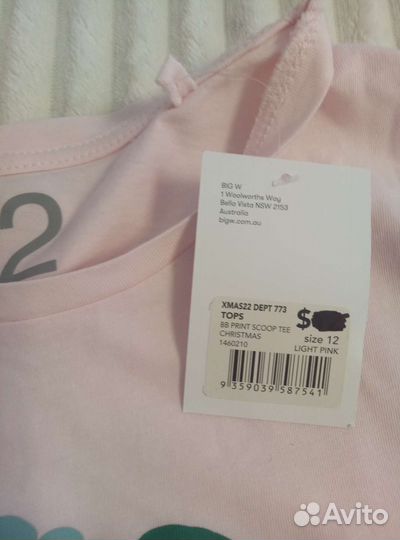 2
BIG W
1 Woolworths Way
Bella Vista NSW 2153
Australia
bigw.com.au
XMAS22 DEPT 773
TOPS
$
BB PRINT SCOOP TEE
size 12
CHRISTMAS
LIGHT PINK
1460210
9 359039 587541
Avito